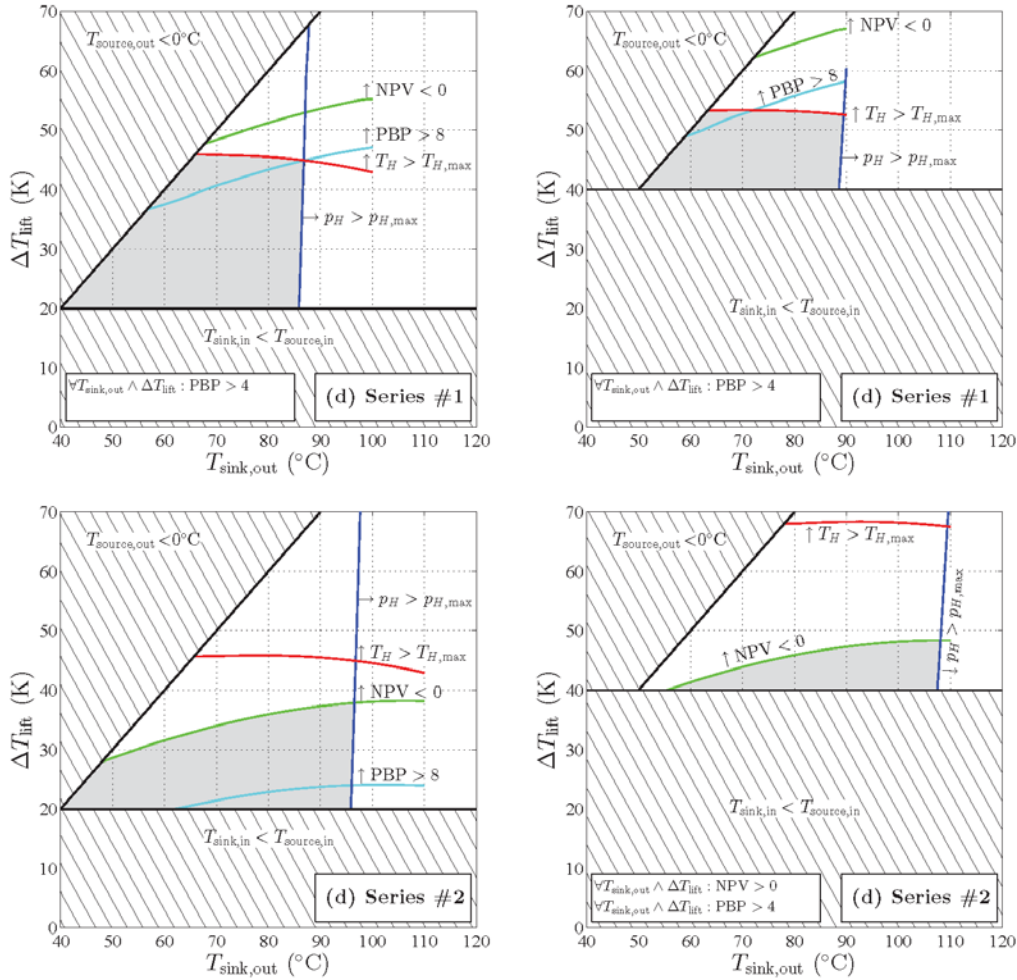 70
60
50
40
30
20
10
0
ΔT_lift (K)
T_source,out <0°C
↑ NPV < 0
↑ PBP > 8
↑ T_H > T_H,max
→ p_H > p_H,max
T_sink,in < T_source,in
∀T_sink,out ∧ ΔT_lift : PBP > 4
(d) Series #1
40 50 60 70 80 90 100 110 120
T_sink,out (°C)
70
60
50
40
30
20
10
0
ΔT_lift (K)
T_source,out <0°C
↑ NPV < 0
↑ PBP > 8
↑ T_H > T_H,max
→ p_H > p_H,max
T_sink,in < T_source,in
∀T_sink,out ∧ ΔT_lift : PBP > 4
(d) Series #1
40 50 60 70 80 90 100 110 120
T_sink,out (°C)
70
60
50
40
30
20
10
0
ΔT_lift (K)
T_source,out <0°C
→ p_H > p_H,max
↑ T_H > T_H,max
↑ NPV < 0
↑ PBP > 8
T_sink,in < T_source,in
(d) Series #2
40 50 60 70 80 90 100 110 120
T_sink,out (°C)
70
60
50
40
30
20
10
0
ΔT_lift (K)
T_source,out <0°C
↑ T_H > T_H,max
↑ NPV < 0
→ p_H > p_H,max
T_sink,in < T_source,in
∀T_sink,out ∧ ΔT_lift : NPV > 0
∀T_sink,out ∧ ΔT_lift : PBP > 4
(d) Series #2
40 50 60 70 80 90 100 110 120
T_sink,out (°C)